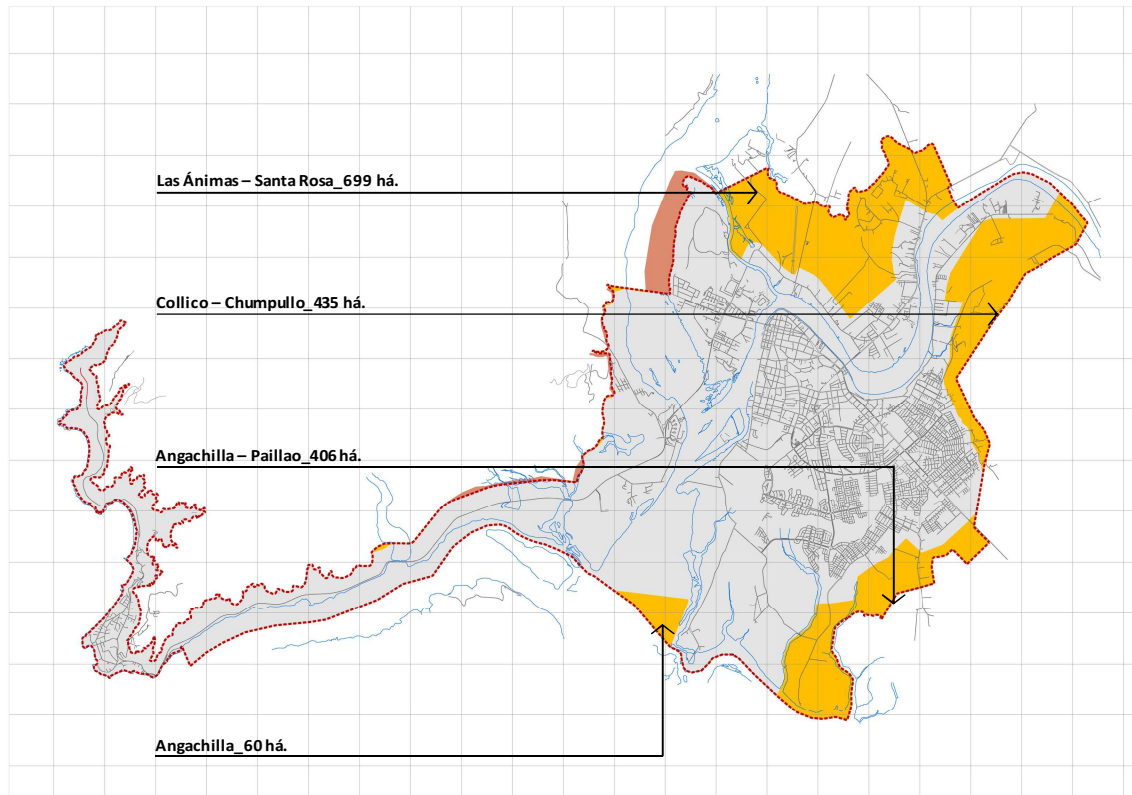 Las Ánimas – Santa Rosa_699 há.
Collico – Chumpullo_435 há.
Angachilla – Paillao_406 há.
Angachilla_60 há.